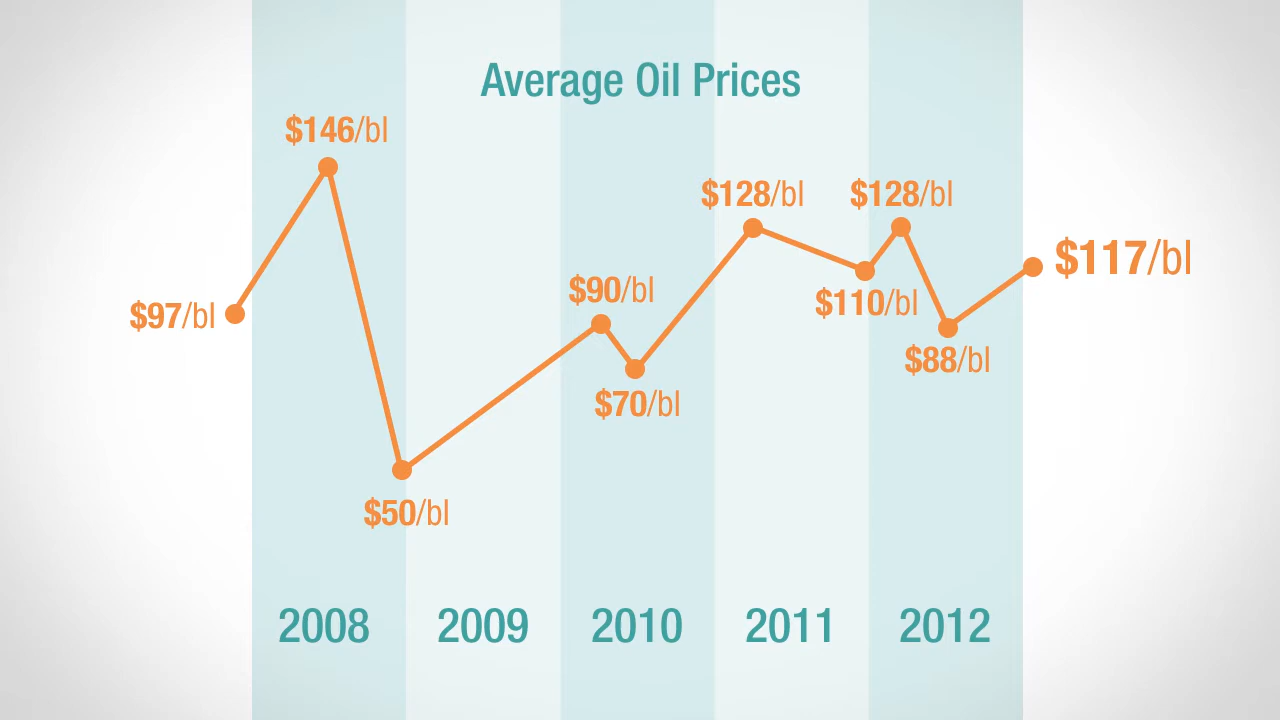 Average Oil Prices
$146/bl
$128/bl
$128/bl
$117/bl
$90/bl
$110/bl
$97/bl
$88/bl
$70/bl
$50/bl
2008
2009
2010
2011
2012